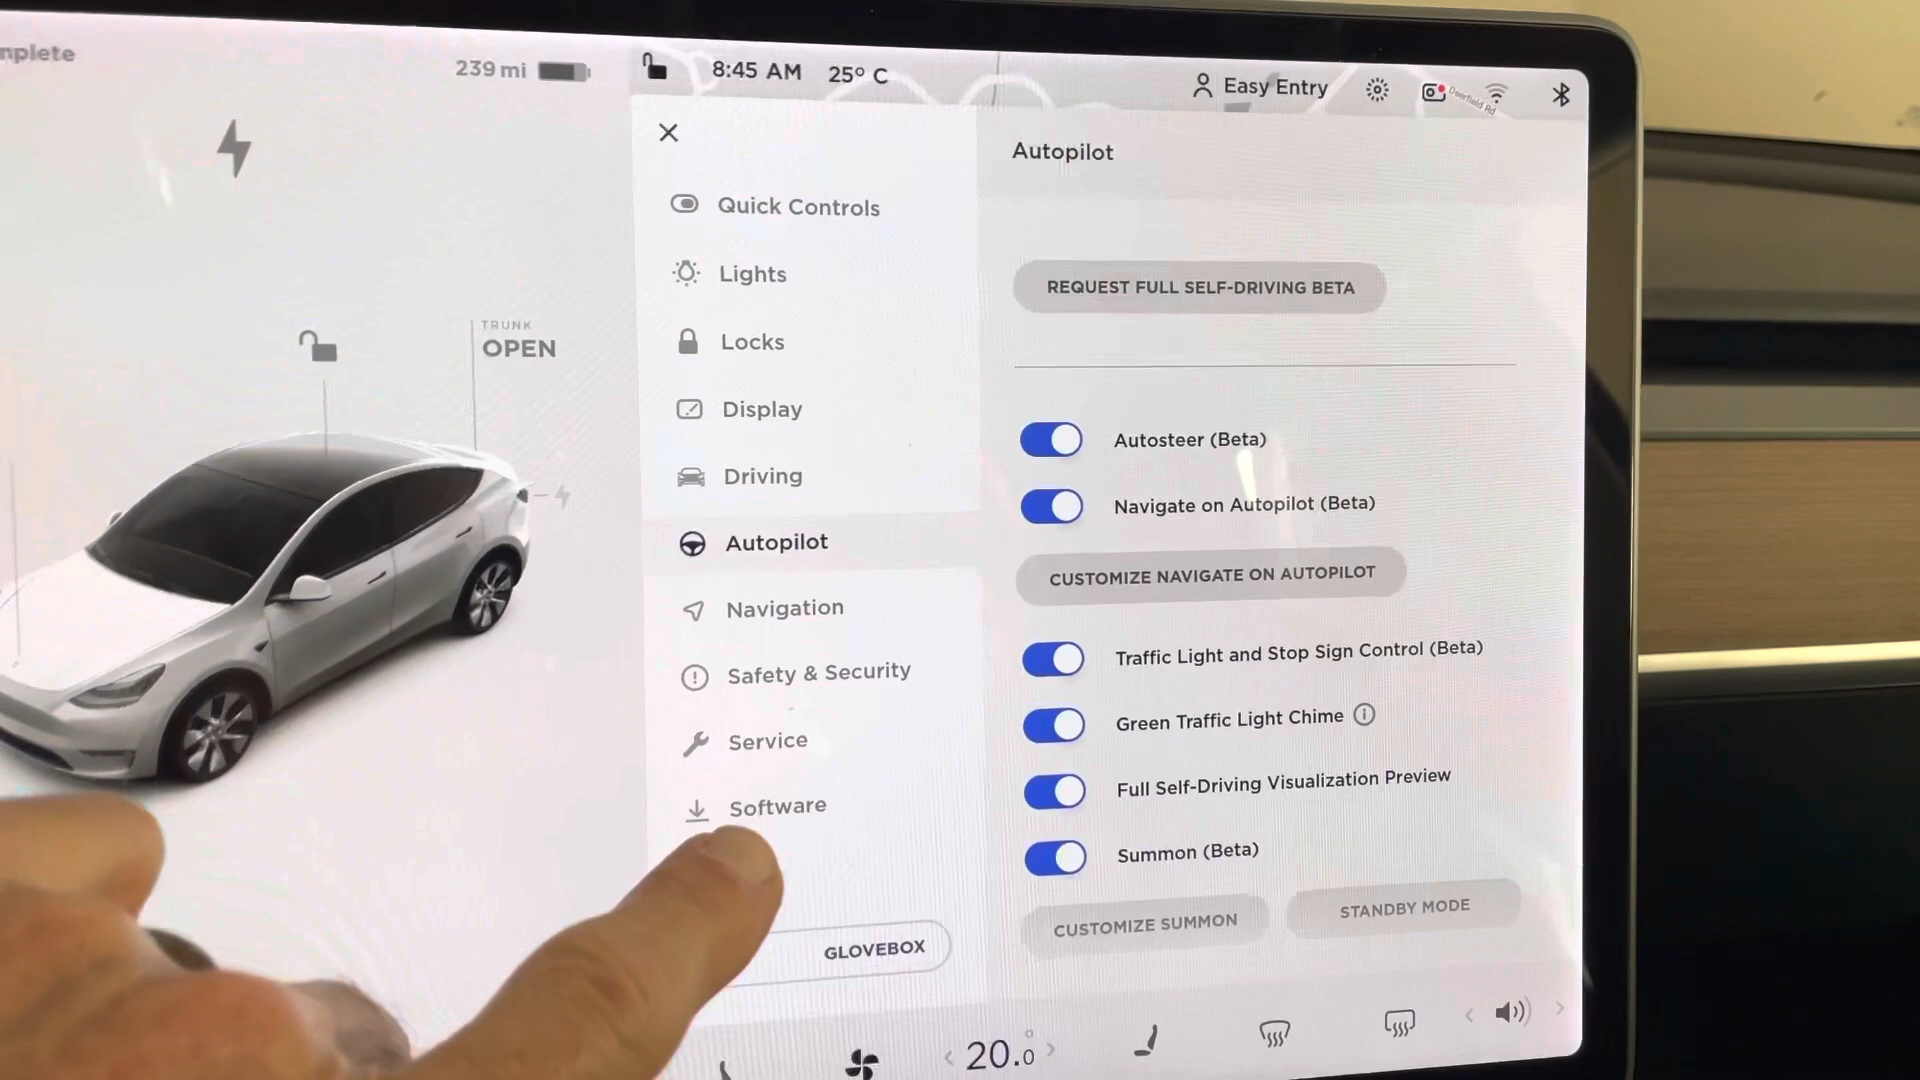 239 mi
8:45 AM
25° C
Easy Entry
Deerfield Rd
TRUNK
OPEN
Quick Controls
Lights
Locks
Display
Driving
Autopilot
Navigation
Safety & Security
Service
Software
GLOVEBOX
Autopilot
REQUEST FULL SELF-DRIVING BETA
Autosteer (Beta)
Navigate on Autopilot (Beta)
CUSTOMIZE NAVIGATE ON AUTOPILOT
Traffic Light and Stop Sign Control (Beta)
Green Traffic Light Chime
Full Self-Driving Visualization Preview
Summon (Beta)
CUSTOMIZE SUMMON
STANDBY MODE
20.0°